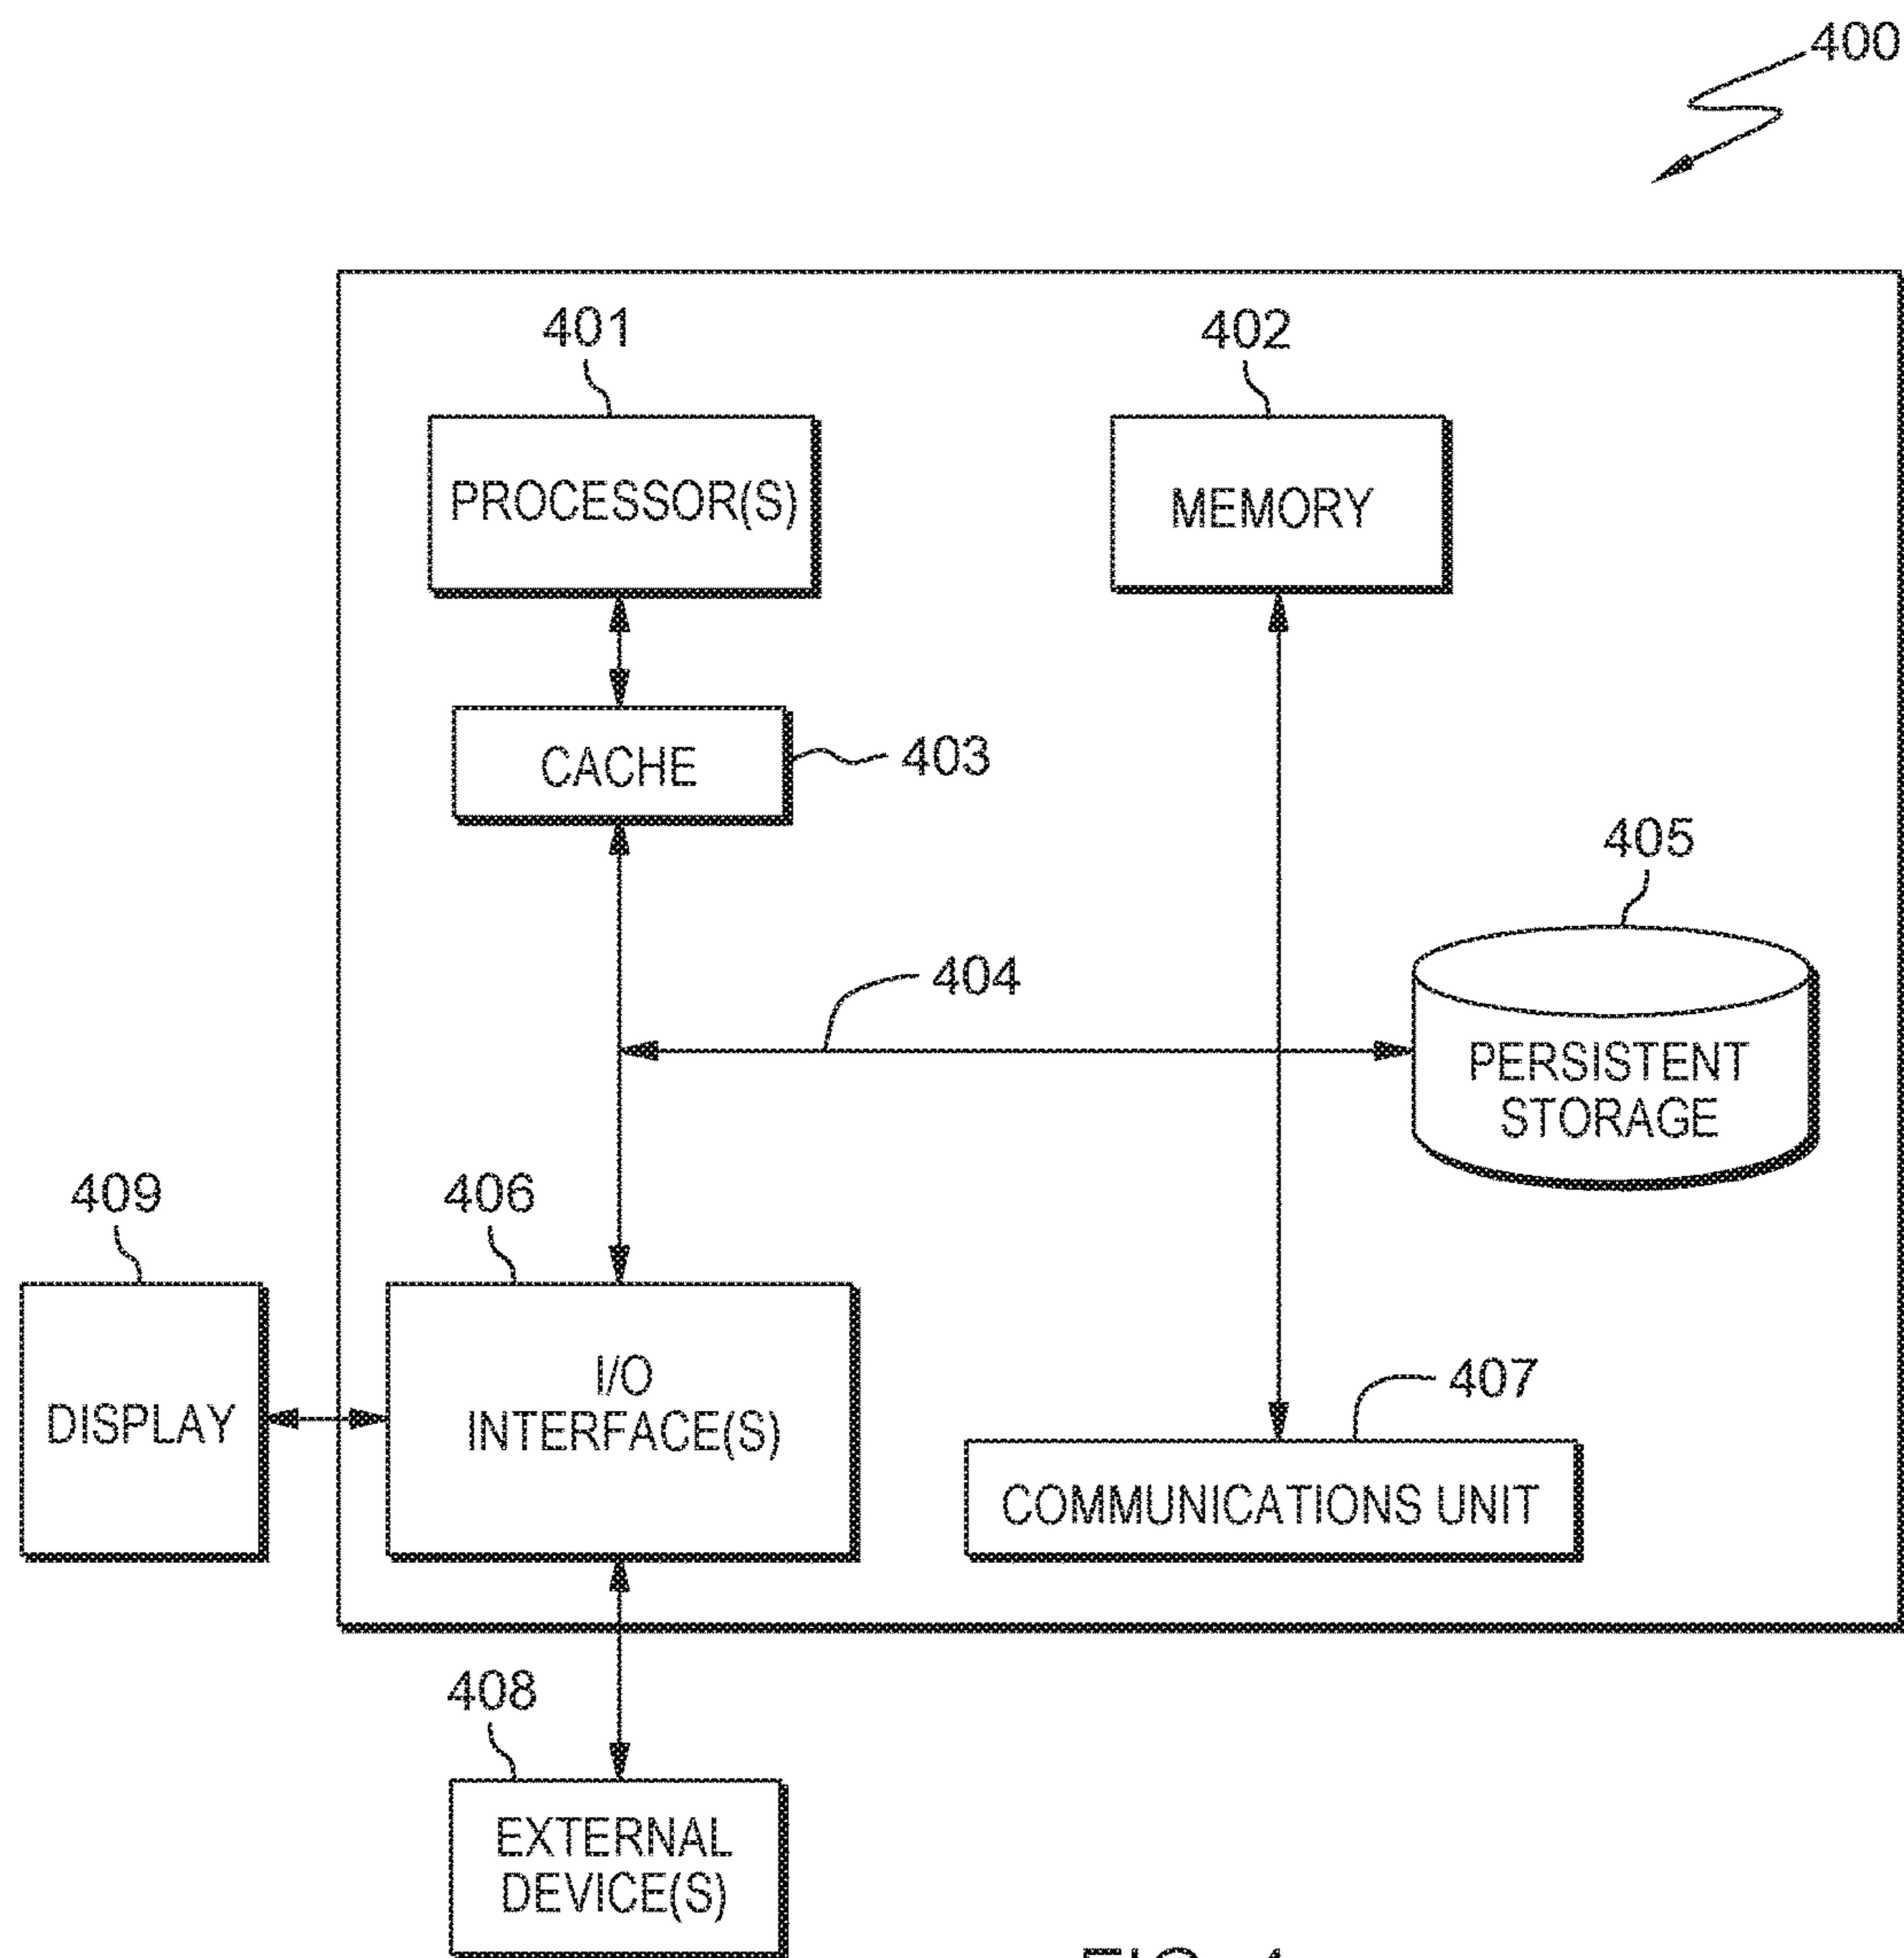 400
401
402
PROCESSOR(S)
MEMORY
CACHE
403
405
404
PERSISTENT
STORAGE
409
406
I/O
INTERFACE(S)
DISPLAY
407
COMMUNICATIONS UNIT
408
EXTERNAL
DEVICE(S)